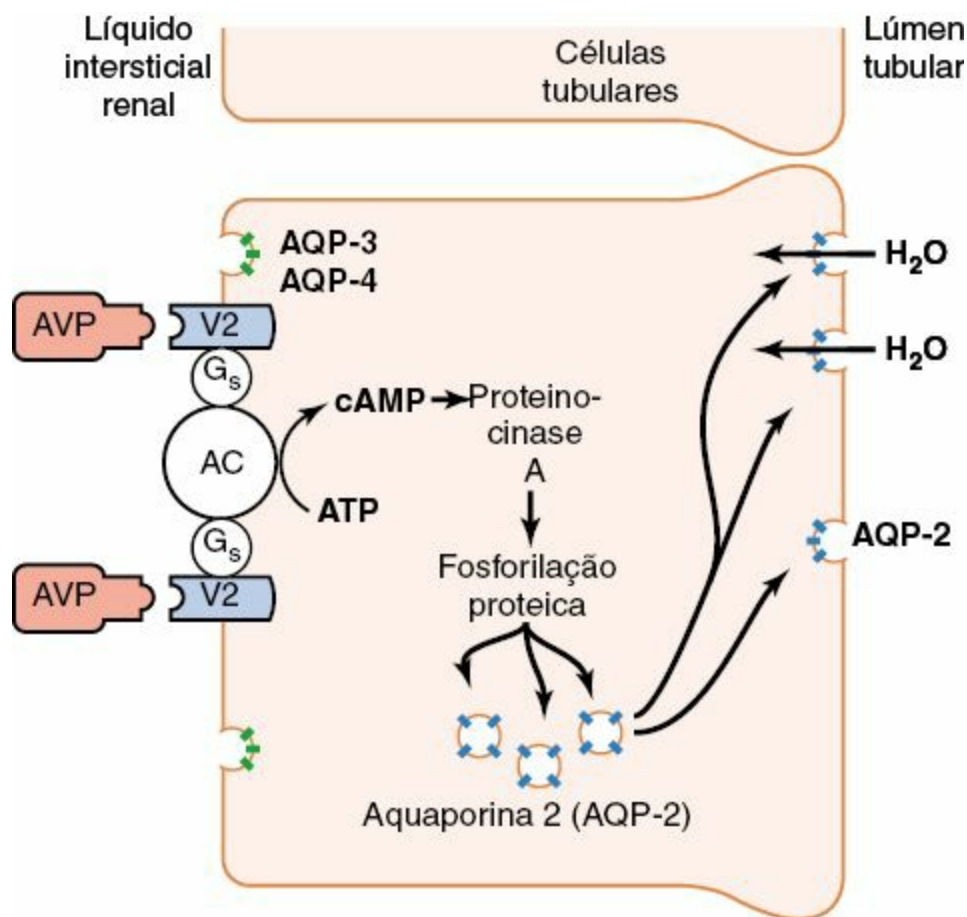 Líquido
intersticial
renal
Células
tubulares
Lúmen
tubular
AQP-3
AQP-4
H₂O
AVP
V2
Gₛ
H₂O
cAMP
Proteino-
cinase
A
AC
ATP
Gₛ
AQP-2
Fosforilação
proteica
AVP
V2
Aquaporina 2 (AQP-2)